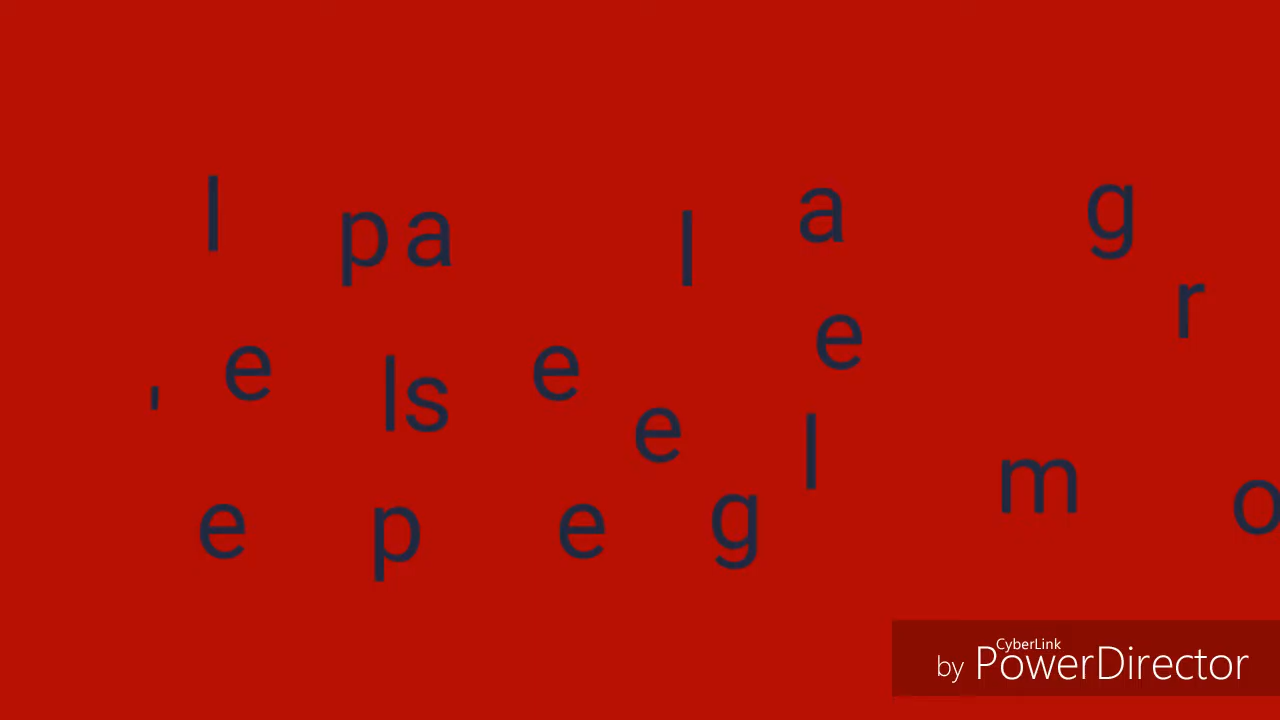 l pa l a g
r
' e ls e e
e l
e p e g m o
CyberLink
by PowerDirector